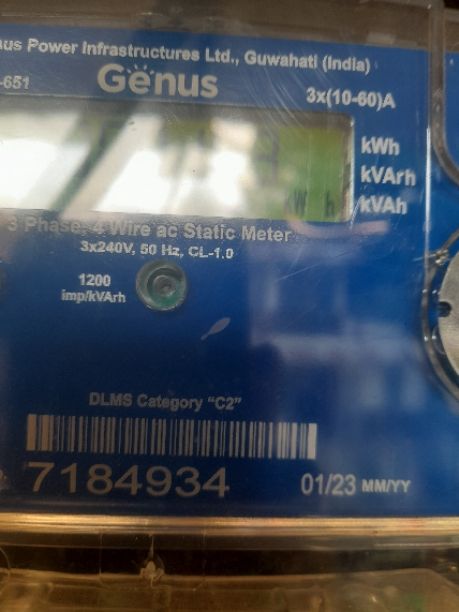 us Power Infrastructures Ltd., Guwahati (India)
-651
Genus
3x(10-60)A
kWh
kVArh
kVAh
3 Phase, 4 Wire ac Static Meter
3x240V, 50 Hz, CL-1.0
1200
imp/kVArh
DLMS Category "C2"
7184934
01/23 MM/YY